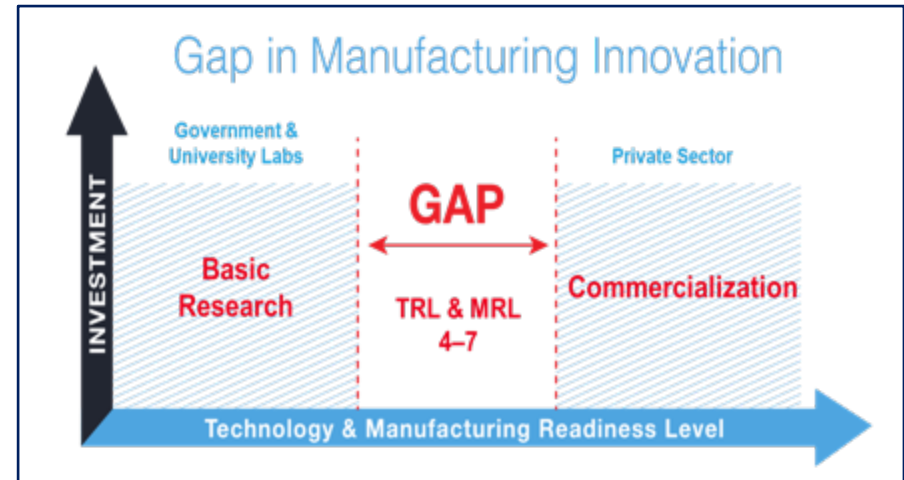 Gap in Manufacturing Innovation
Government &
University Labs
Private Sector
GAP
Basic
Research
TRL & MRL
4–7
Commercialization
INVESTMENT
Technology & Manufacturing Readiness Level